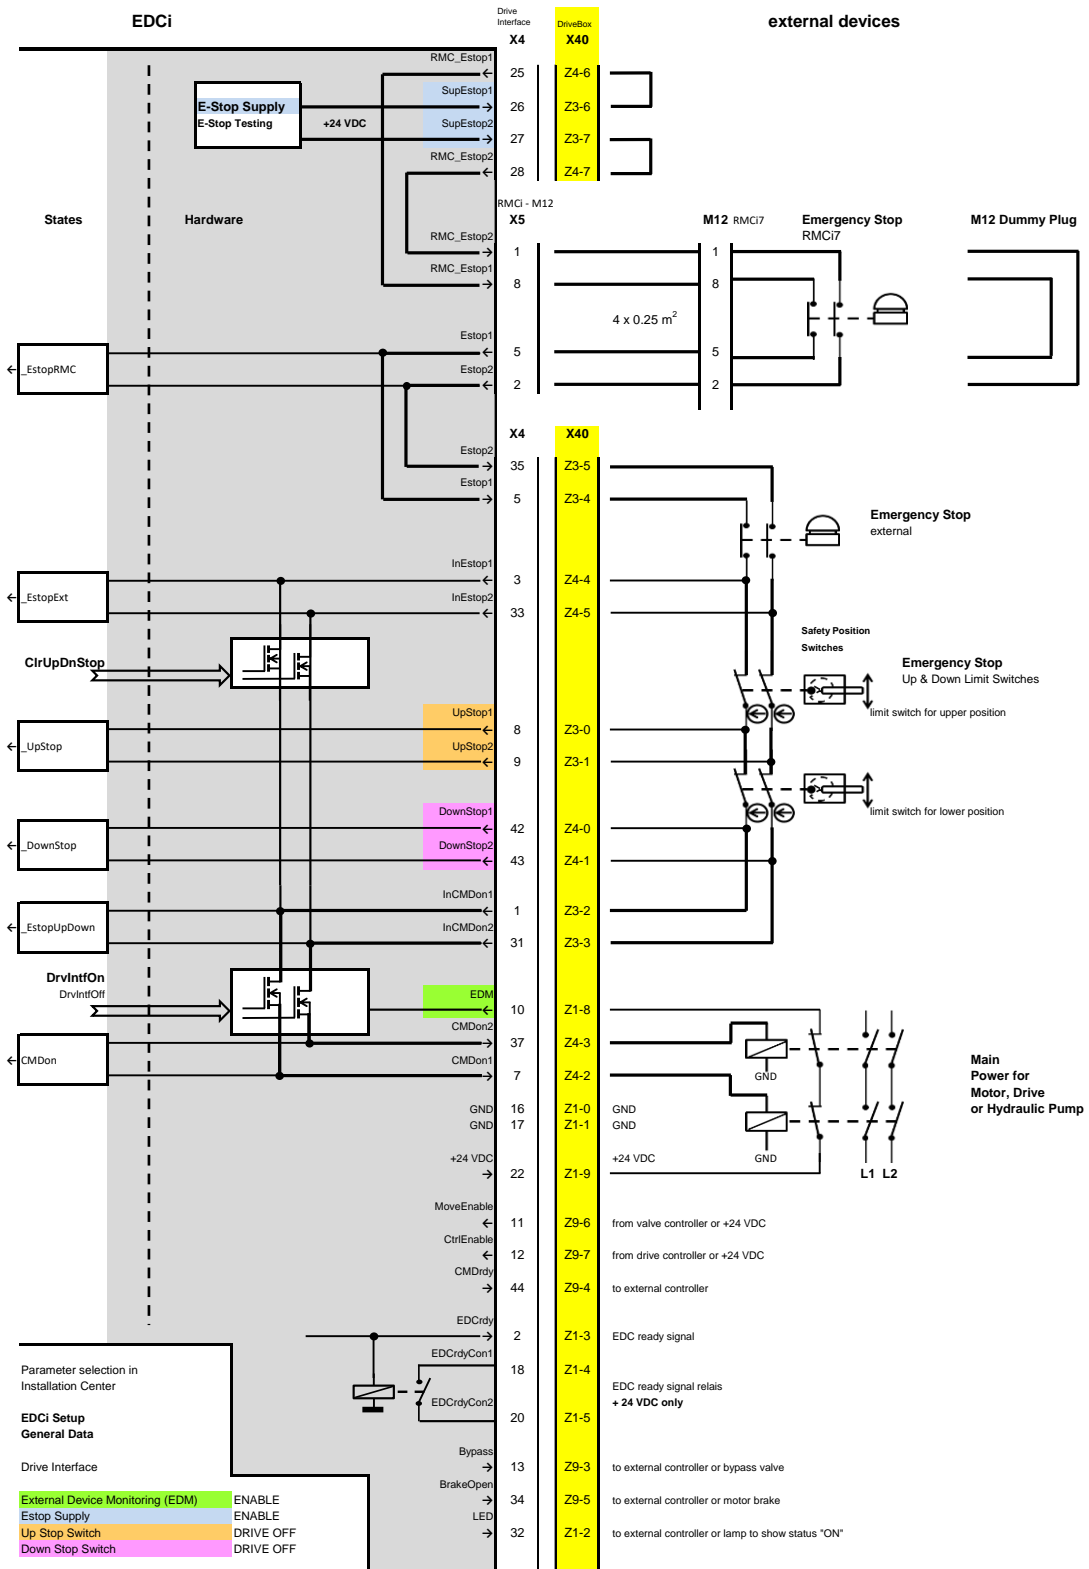 EDCi
Drive
Interface
DriveBox
external devices
X4
X40
RMC_Estop1
25
Z4-6
SupEstop1
E-Stop Supply
26
Z3-6
E-Stop Testing
+24 VDC
SupEstop2
27
Z3-7
RMC_Estop2
28
Z4-7
RMCi - M12
States
Hardware
X5
M12 RMCi7
Emergency Stop
RMCi7
M12 Dummy Plug
RMC_Estop2
1
1
RMC_Estop1
8
8
4 x 0.25 m2
Estop1
5
5
_EstopRMC
Estop2
2
2
X4
X40
Estop2
35
Z3-5
Estop1
5
Z3-4
Emergency Stop
external
InEstop1
3
Z4-4
_EstopExt
InEstop2
33
Z4-5
Safety Position
Switches
ClrUpDnStop
Emergency Stop
Up & Down Limit Switches
UpStop1
limit switch for upper position
8
Z3-0
_UpStop
UpStop2
9
Z3-1
DownStop1
limit switch for lower position
42
Z4-0
_DownStop
DownStop2
43
Z4-1
InCMDon1
1
Z3-2
_EstopUpDown
InCMDon2
31
Z3-3
DrvIntfOn
DrvIntfOff
EDM
10
Z1-8
CMDon2
37
Z4-3
CMDon
CMDon1
7
Z4-2
GND
Main
Power for
Motor, Drive
or Hydraulic Pump
GND
16
Z1-0
GND
GND
17
Z1-1
GND
+24 VDC
22
Z1-9
+24 VDC
GND
L1 L2
MoveEnable
11
Z9-6
from valve controller or +24 VDC
CtrlEnable
12
Z9-7
from drive controller or +24 VDC
CMDrdy
44
Z9-4
to external controller
EDCrdy
2
Z1-3
EDC ready signal
EDCrdyCon1
18
Z1-4
EDC ready signal relais
+ 24 VDC only
EDCrdyCon2
20
Z1-5
Parameter selection in
Installation Center
EDCi Setup
General Data
Drive Interface
Bypass
13
Z9-3
to external controller or bypass valve
BrakeOpen
34
Z9-5
to external controller or motor brake
LED
32
Z1-2
to external controller or lamp to show status "ON"
External Device Monitoring (EDM) ENABLE
Estop Supply ENABLE
Up Stop Switch DRIVE OFF
Down Stop Switch DRIVE OFF